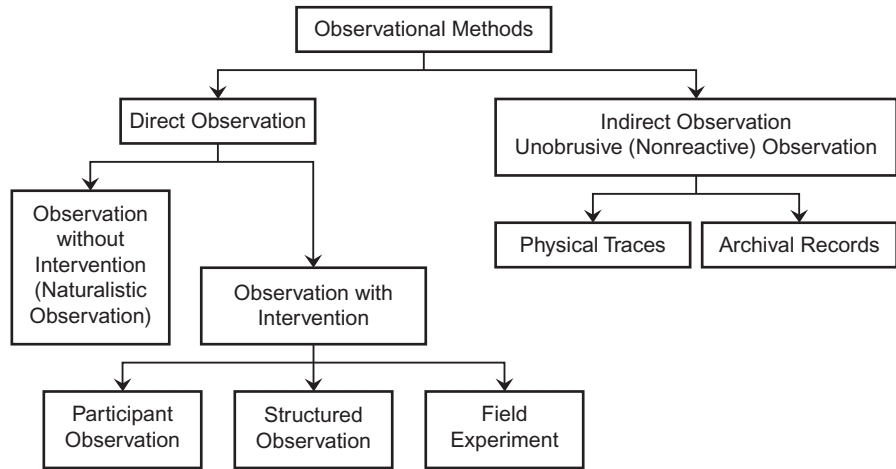 Observational Methods
Direct Observation
Indirect Observation
Unobrusive (Nonreactive) Observation
Observation
without
Intervention
(Naturalistic
Observation)
Physical Traces
Archival Records
Observation with
Intervention
Participant
Observation
Structured
Observation
Field
Experiment